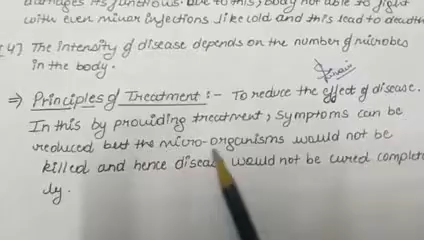 damages its functions. Due to this, body not able to fight
with even minor infections like cold and this lead to death
[4] The intensity of disease depends on the number of microbes
in the body.
⇒ Principles of Treatment :- To reduce the effect of disease.
In this by providing treatment, symptoms can be
reduced but the micro-organisms would not be
killed and hence disease would not be cured complet
ly.